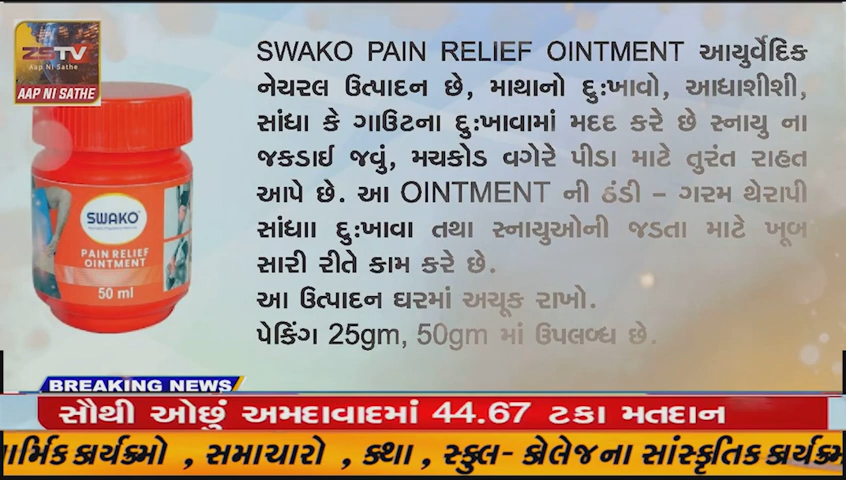 ZSTV
Aap Ni Sathe
AAP NI SATHE
SWAKO PAIN RELIEF OINTMENT આયુર્વેદિક
નેચરલ ઉત્પાદન છે, માથાનો દુઃખાવો, આધાશીશી,
સાંધા કે ગાઉટના દુઃખાવામાં મદદ કરે છે સ્નાયુ ના
જકડાઈ જવું, મચકોડ વગેરે પીડા માટે તુરંત રાહત
આપે છે. આ OINTMENT ની ઠંડી – ગરમ થેરાપી
સાંધાા દુઃખાવા તથા સ્નાયુઓની જડતા માટે ખૂબ
સારી રીતે કામ કરે છે.
આ ઉત્પાદન ઘરમાં અચૂક રાખો.
પેકિંગ 25gm, 50gm માં ઉપલબ્ધ છે.
SWAKO
PAIN RELIEF
OINTMENT
50 ml
BREAKING NEWS
સૌથી ઓછું અમદાવાદમાં 44.67 ટકા મતદાન
ાર્મિક કાર્યક્રમો , સમાચારો , કથા , સ્કુલ- કોલેજના સાંસ્કૃતિક કાર્યક્રમ